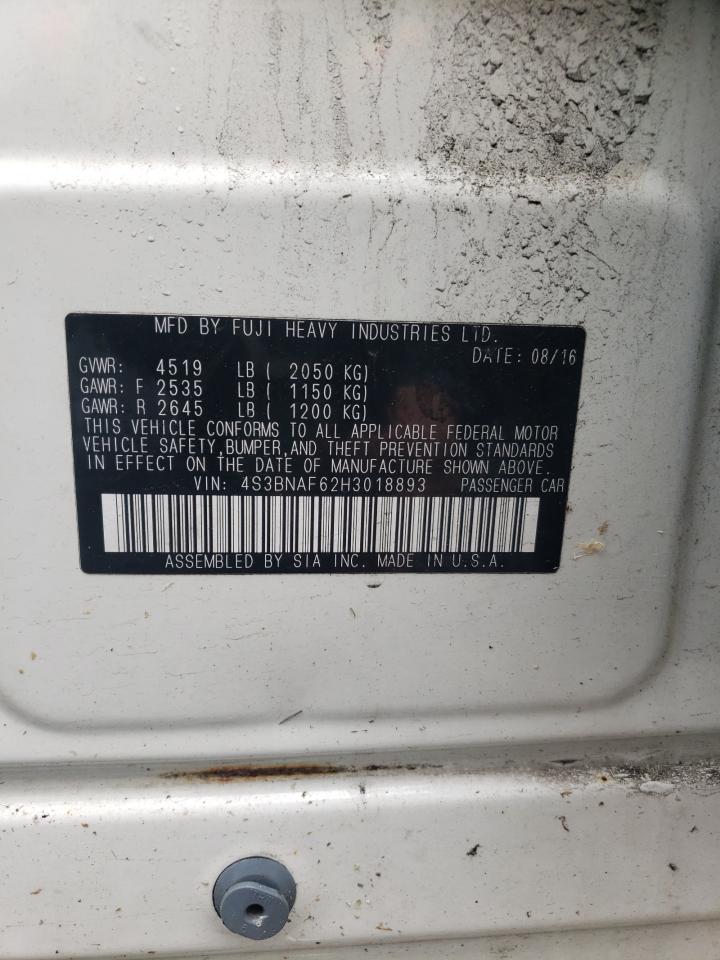 MFD BY FUJI HEAVY INDUSTRIES LTD.
DATE: 08/16
GVWR: 4519 LB ( 2050 KG)
GAWR: F 2535 LB ( 1150 KG)
GAWR: R 2645 LB ( 1200 KG)
THIS VEHICLE CONFORMS TO ALL APPLICABLE FEDERAL MOTOR
VEHICLE SAFETY, BUMPER, AND THEFT PREVENTION STANDARDS
IN EFFECT ON THE DATE OF MANUFACTURE SHOWN ABOVE.
VIN: 4S3BNAF62H3018893 PASSENGER CAR
ASSEMBLED BY SIA INC. MADE IN U.S.A.